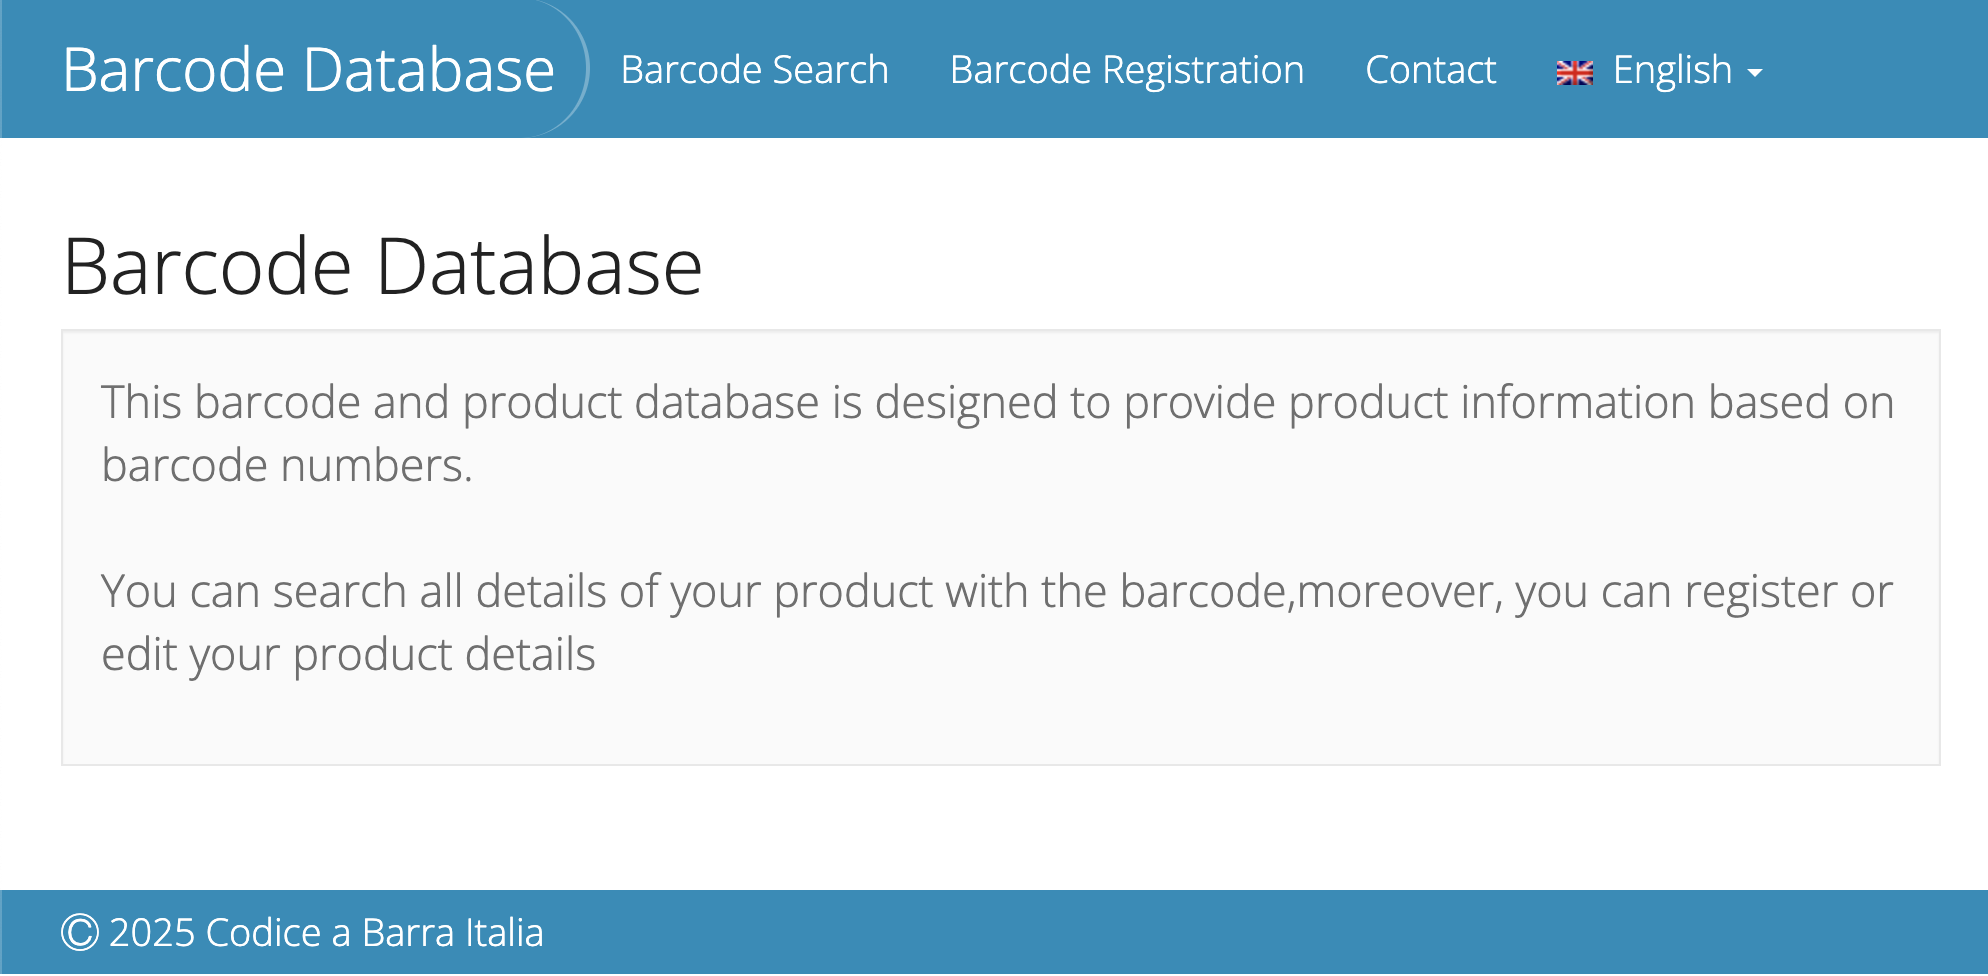 Barcode Database
Barcode Search
Barcode Registration
Contact
English
Barcode Database
This barcode and product database is designed to provide product information based on
barcode numbers.
You can search all details of your product with the barcode,moreover, you can register or
edit your product details
© 2025 Codice a Barra Italia